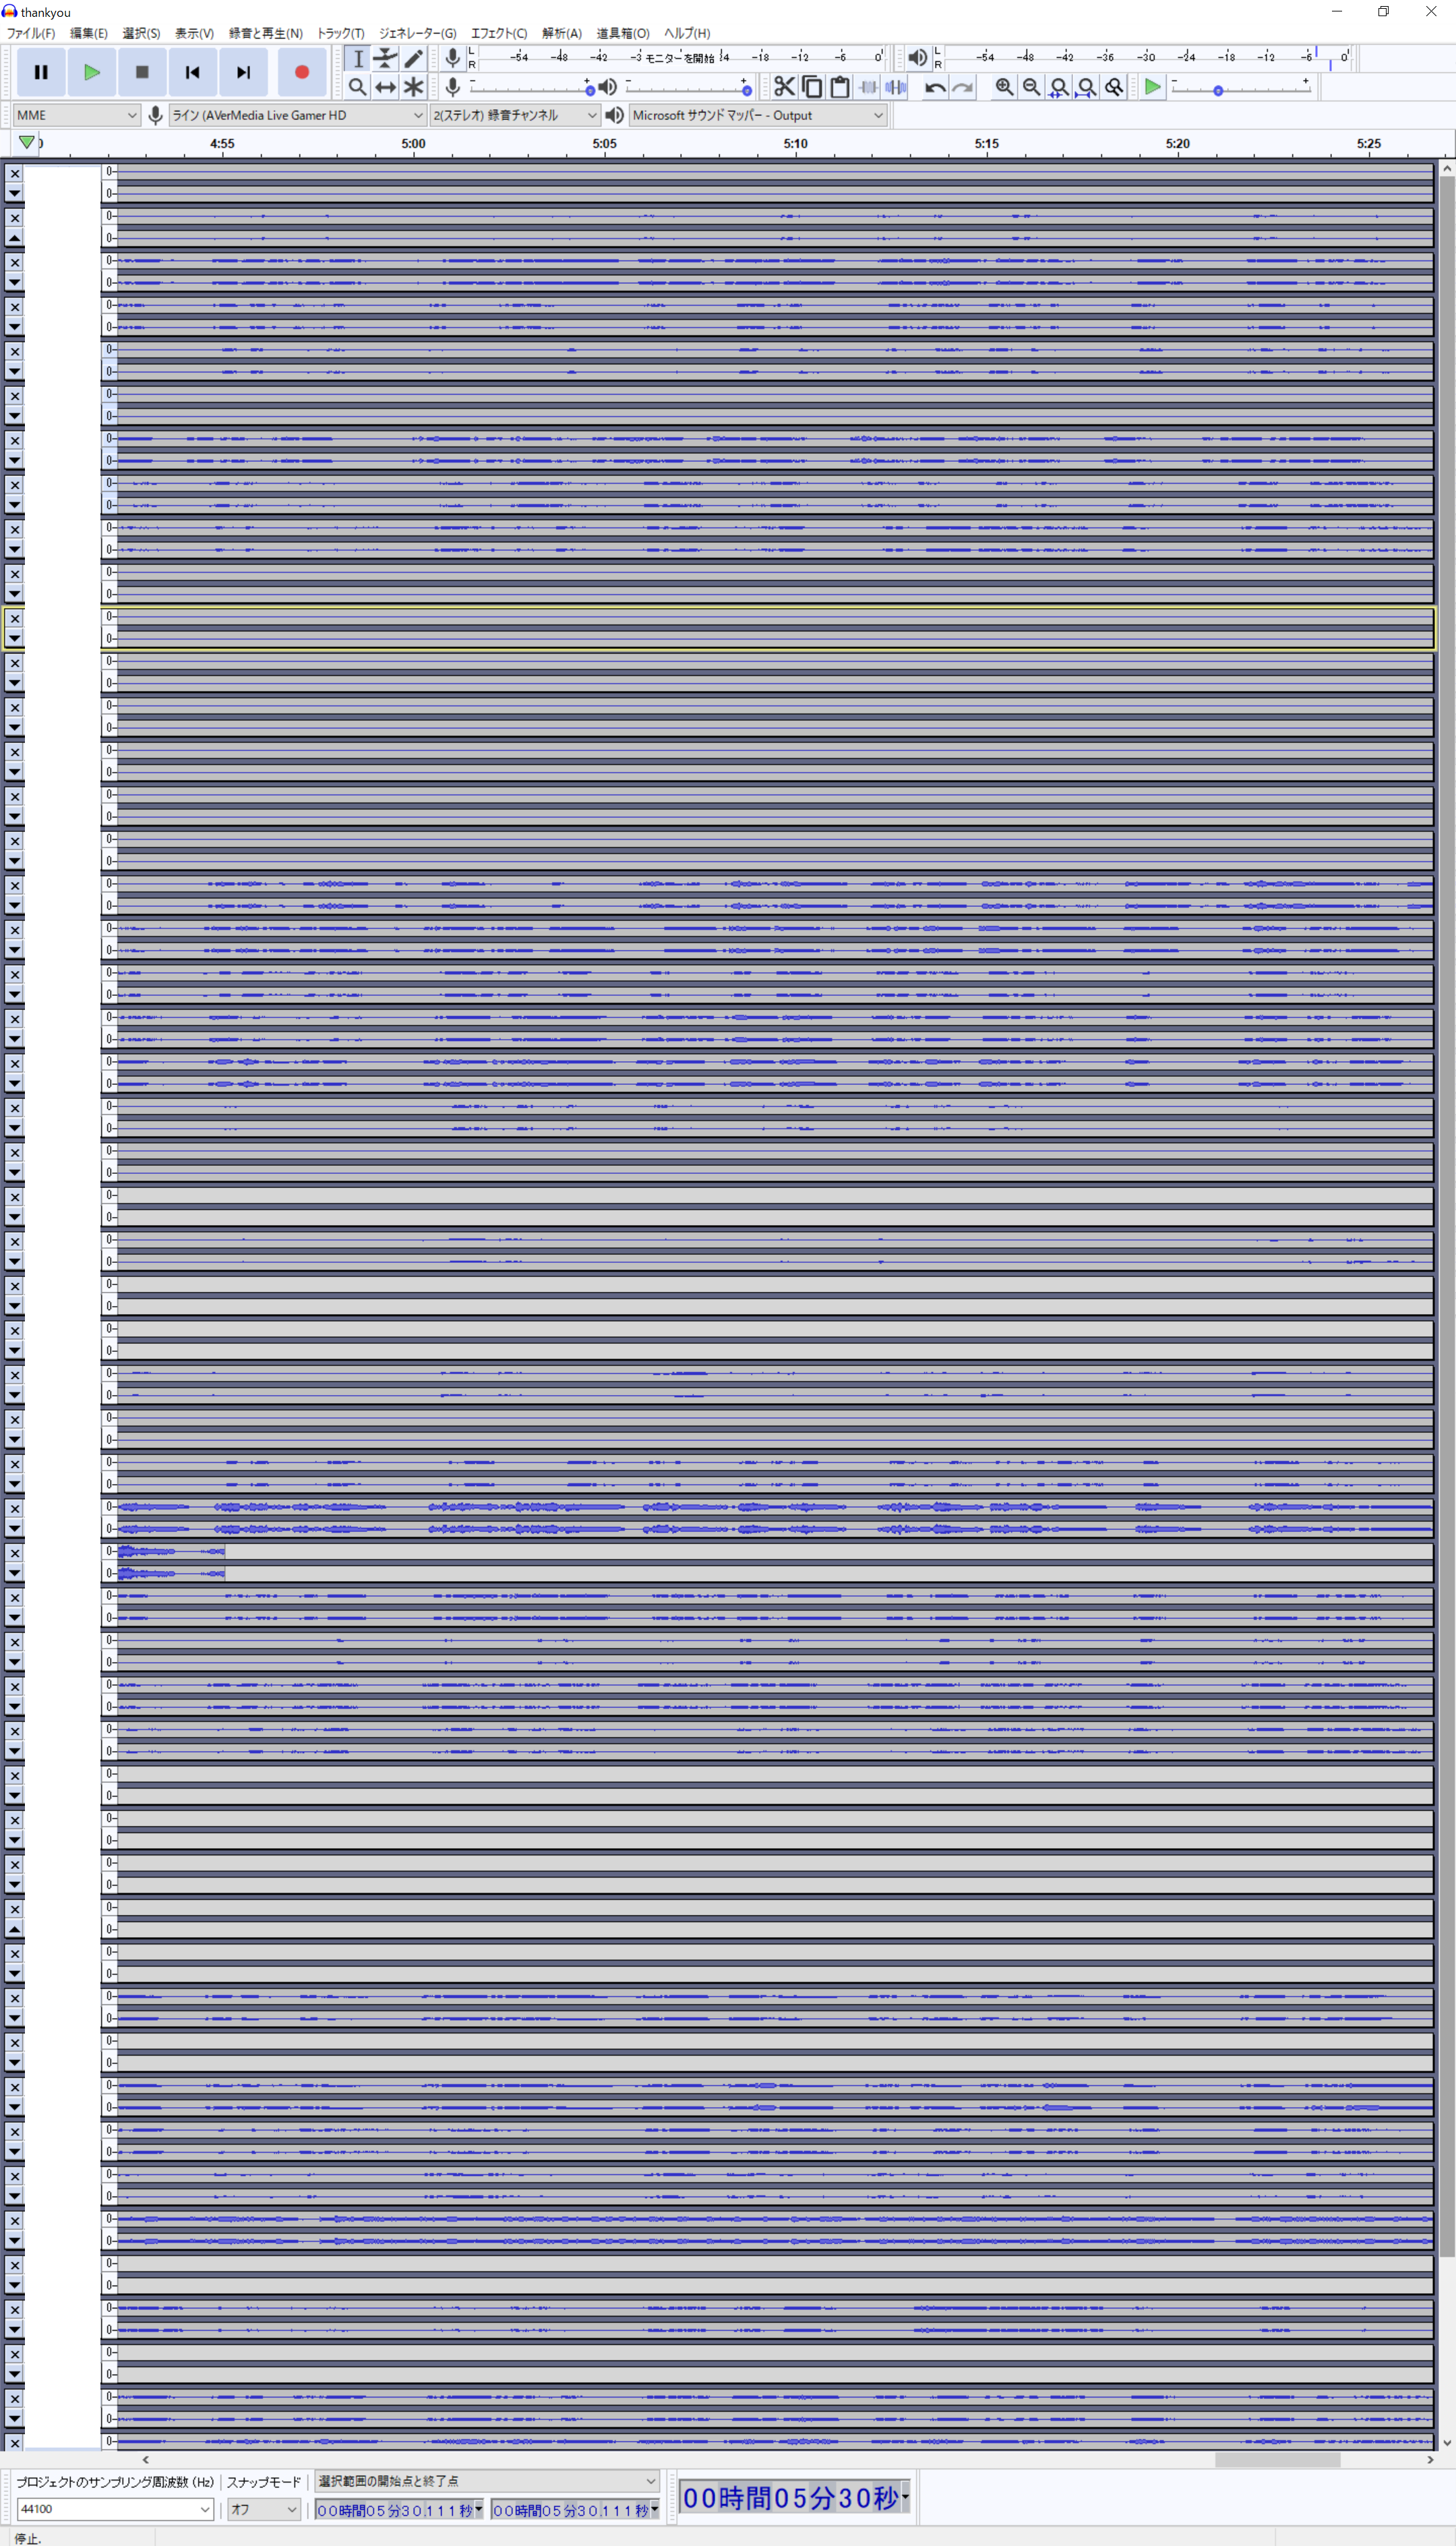 thankyou
ファイル(F) 編集(E) 選択(S) 表示(V) 録音と再生(N) トラック(T) ジェネレーター(G) エフェクト(C) 解析(A) 道具箱(O) ヘルプ(H)
L R -54 -48 -42 -3 モニターを開始 !4 -18 -12 -6 0 L R -54 -48 -42 -36 -30 -24 -18 -12 -6 0
MME ライン (AVerMedia Live Gamer HD 2(ステレオ) 録音チャンネル Microsoft サウンド マッパー - Output
4:55 5:00 5:05 5:10 5:15 5:20 5:25
プロジェクトのサンプリング周波数 (Hz) スナップモード 選択範囲の開始点と終了点
44100 オフ 00時間05分30.111秒 00時間05分30.111秒 00時間05分30秒
停止.